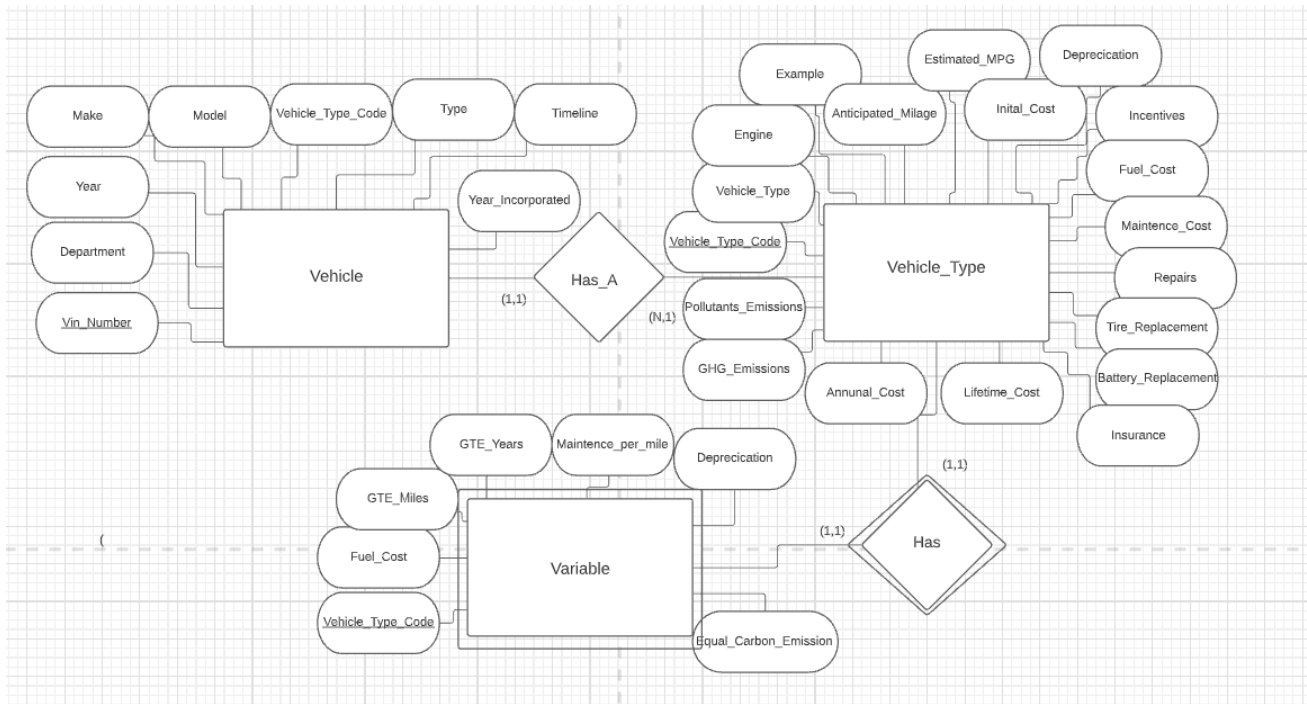 Make
Model
Vehicle_Type_Code
Type
Timeline
Year
Department
Vin_Number
Year_Incorporated
Vehicle
(1,1)
Has_A
(N,1)
Example
Estimated_MPG
Deprecication
Anticipated_Milage
Inital_Cost
Engine
Incentives
Vehicle_Type
Fuel_Cost
Vehicle_Type_Code
Maintence_Cost
Vehicle_Type
Repairs
Pollutants_Emissions
Tire_Replacement
GHG_Emissions
Battery_Replacement
Annunal_Cost
Lifetime_Cost
Insurance
GTE_Years
Maintence_per_mile
Deprecication
GTE_Miles
Fuel_Cost
Vehicle_Type_Code
Variable
Equal_Carbon_Emission
(1,1)
(1,1)
Has
(